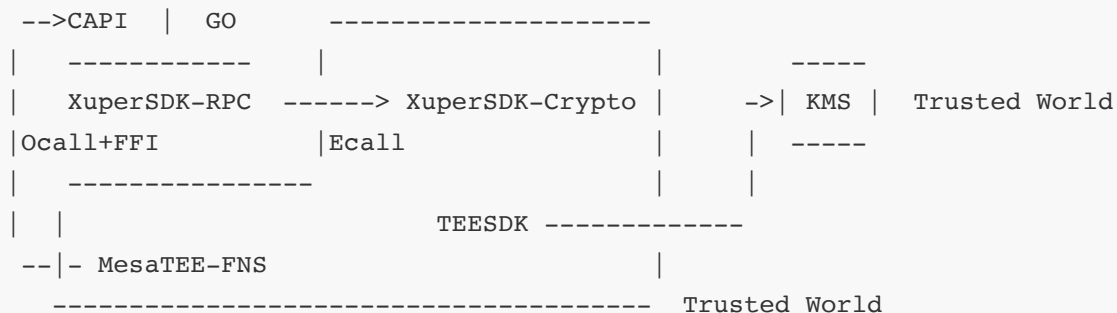 -->CAPI | GO ---------------------
| ------------ | | -----
| XuperSDK-RPC ------> XuperSDK-Crypto | ->| KMS | Trusted World
|Ocall+FFI |Ecall | | -----
| ---------------- | |
| | TEESDK -------------
--|- MesaTEE-FNS |
--------------------------------------- Trusted World